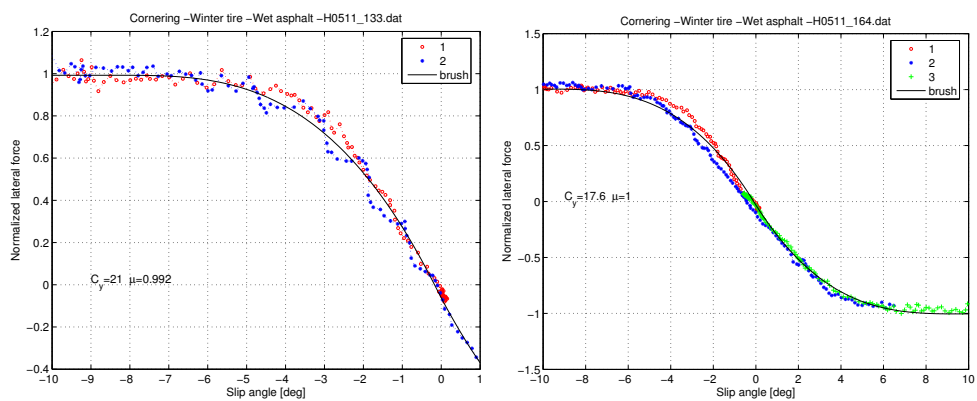 Cornering −Winter tire −Wet asphalt −H0511_133.dat
1.2
1
0.8
0.6
0.4
0.2
0
−0.2
−0.4
Normalized lateral force
1
2
brush
C_y=21 μ=0.992
−10 −9 −8 −7 −6 −5 −4 −3 −2 −1 0 1
Slip angle [deg]
Cornering −Winter tire −Wet asphalt −H0511_164.dat
1.5
1
0.5
0
−0.5
−1
−1.5
Normalized lateral force
1
2
3
brush
C_y=17.6 μ=1
−10 −8 −6 −4 −2 0 2 4 6 8 10
Slip angle [deg]